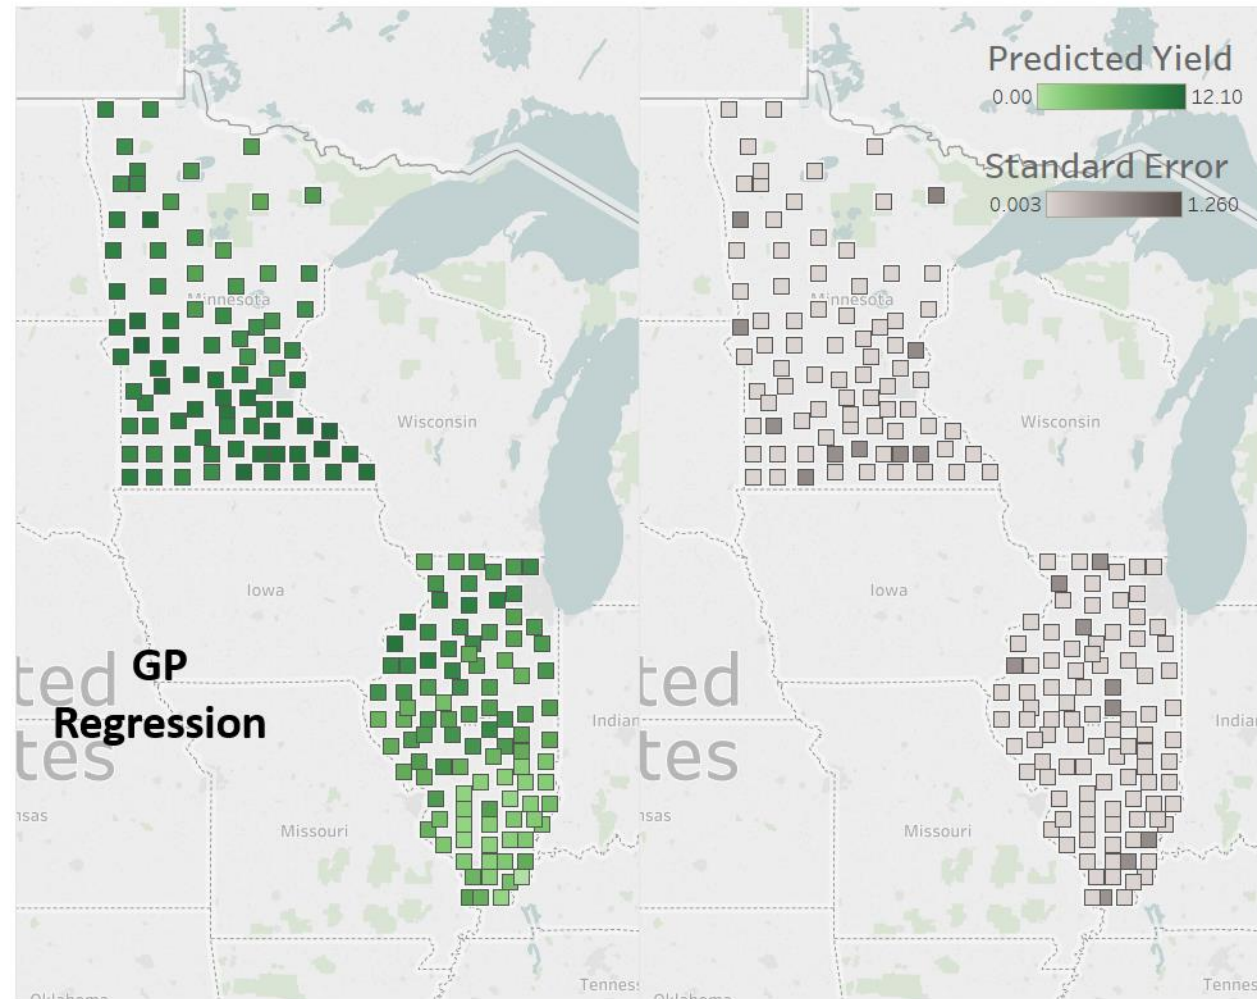 Predicted Yield
0.00 12.10
Standard Error
0.003 1.260
Minnesota
Minnesota
Wisconsin
Wisconsin
Iowa
Iowa
ted
GP
ted
Regression
Indian
India
tes
tes
nsas
nsas
Missouri
Missouri
Tennes
Tennes
Oklahoma
Oklahoma